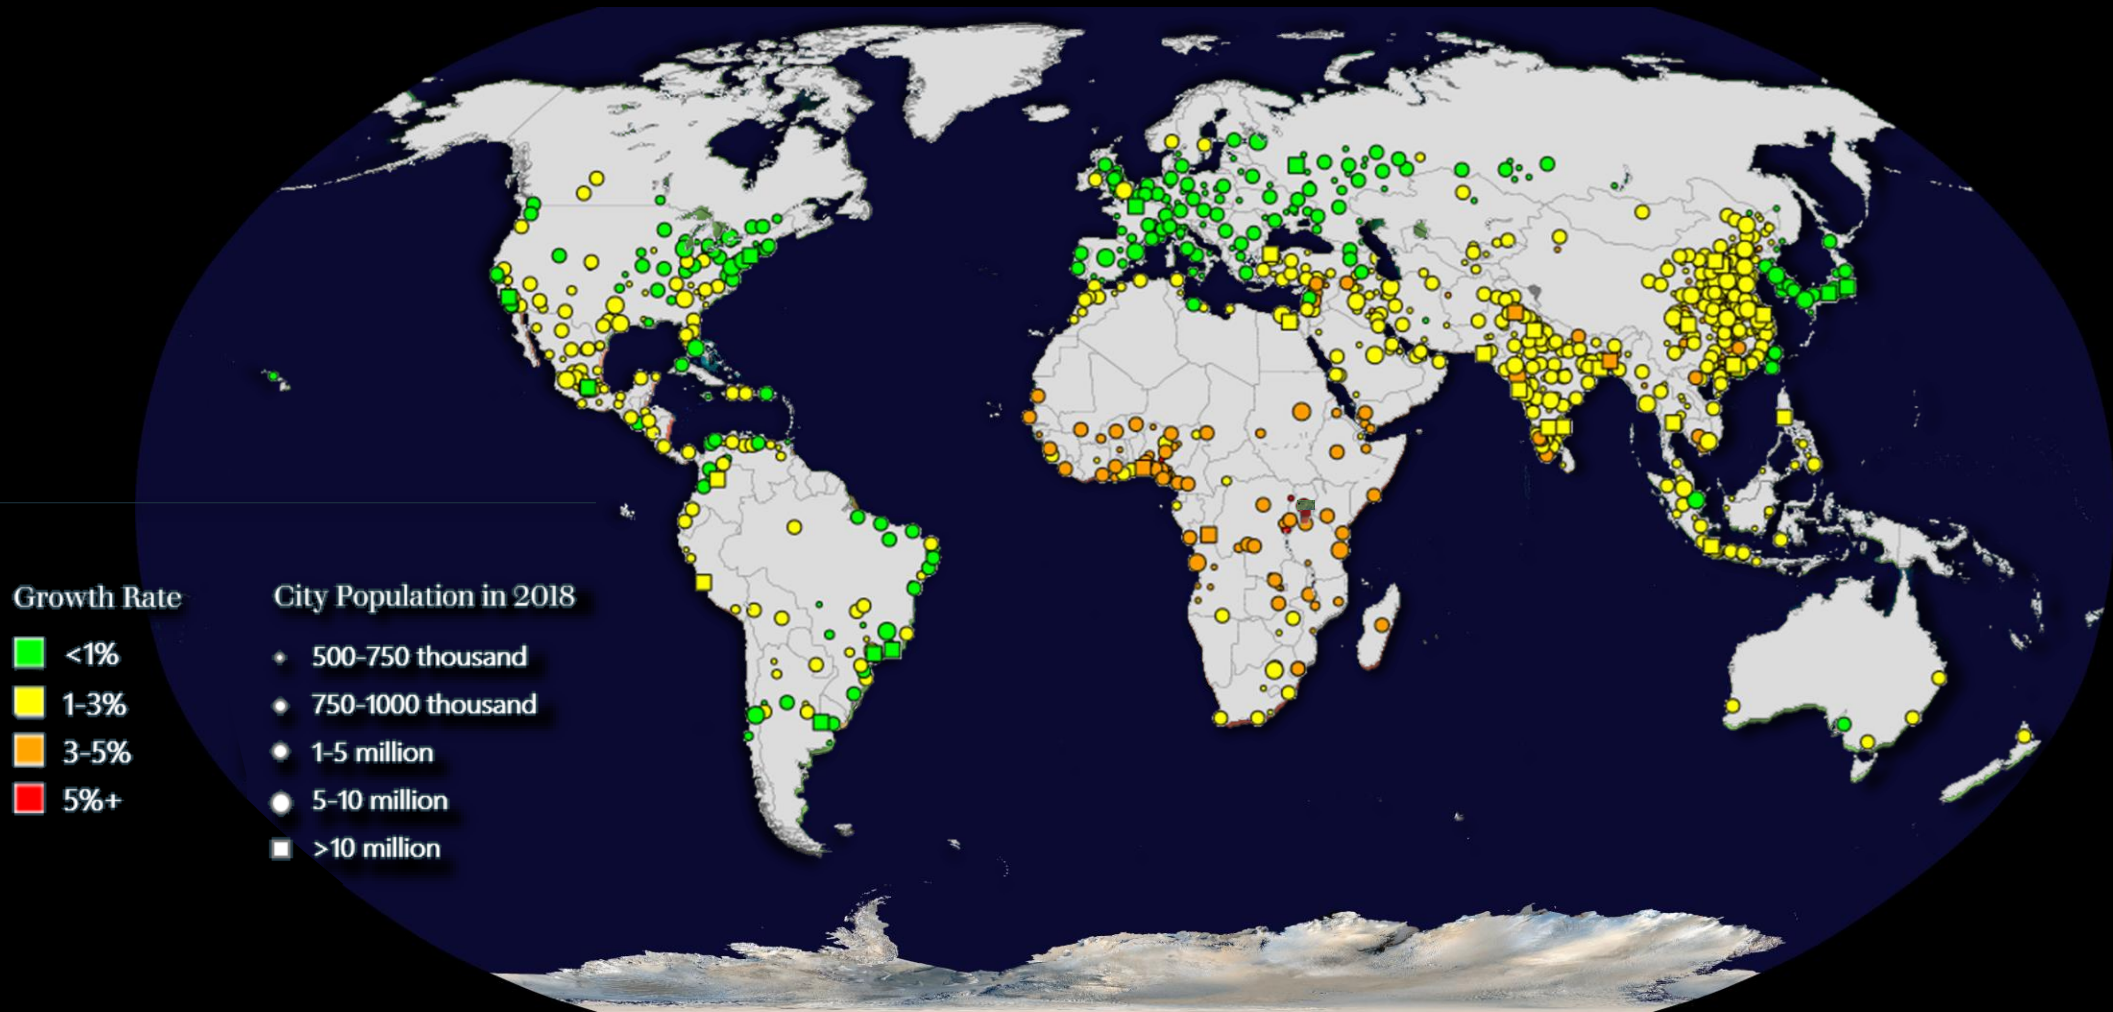 Growth Rate
<1%
1-3%
3-5%
5%+
City Population in 2018
500-750 thousand
750-1000 thousand
1-5 million
5-10 million
>10 million